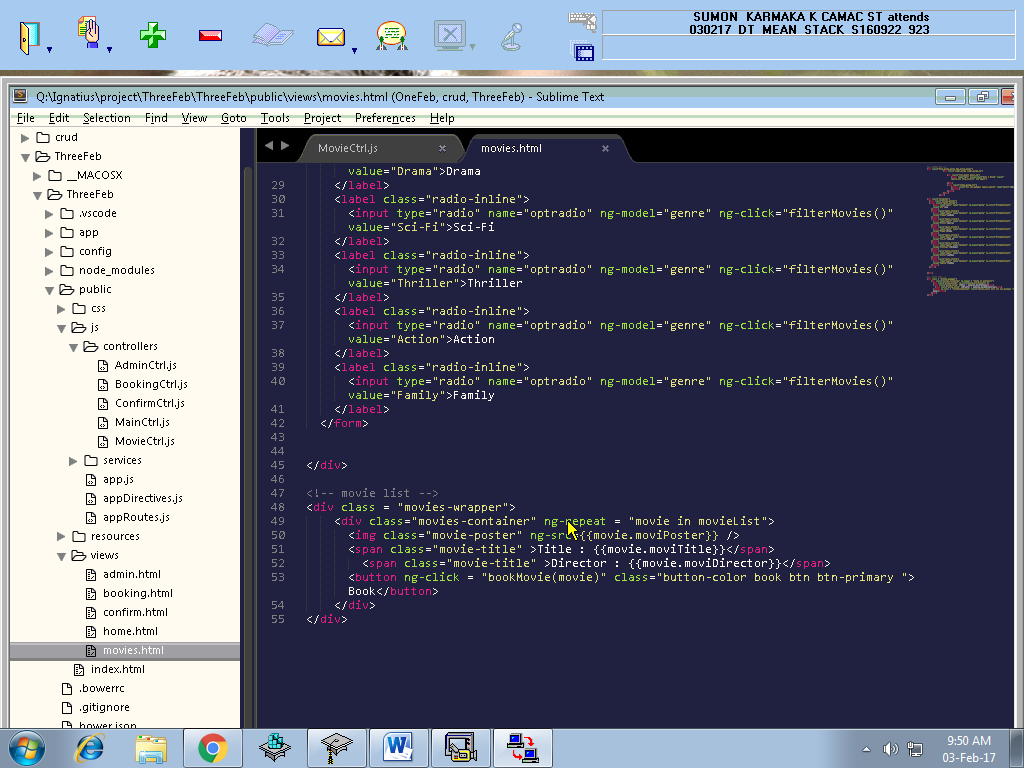 SUMON KARMAKA K CAMAC ST attends
030217 DT MEAN STACK S160922 923
Q:\Ignatius\project\ThreeFeb\ThreeFeb\public\views\movies.html (OneFeb, crud, ThreeFeb) - Sublime Text
File Edit Selection Find View Goto Tools Project Preferences Help
crud
ThreeFeb
__MACOSX
ThreeFeb
.vscode
app
config
node_modules
public
css
js
controllers
AdminCtrl.js
BookingCtrl.js
ConfirmCtrl.js
MainCtrl.js
MovieCtrl.js
services
app.js
appDirectives.js
appRoutes.js
resources
views
admin.html
booking.html
confirm.html
home.html
movies.html
index.html
.bowerrc
.gitignore
bower.json
MovieCtrl.js × movies.html ×
value="Drama">Drama
29 </label>
30 <label class="radio-inline">
31 <input type="radio" name="optradio" ng-model="genre" ng-click="filterMovies()"
value="Sci-Fi">Sci-Fi
32 </label>
33 <label class="radio-inline">
34 <input type="radio" name="optradio" ng-model="genre" ng-click="filterMovies()"
value="Thriller">Thriller
35 </label>
36 <label class="radio-inline">
37 <input type="radio" name="optradio" ng-model="genre" ng-click="filterMovies()"
value="Action">Action
38 </label>
39 <label class="radio-inline">
40 <input type="radio" name="optradio" ng-model="genre" ng-click="filterMovies()"
value="Family">Family
41 </label>
42 </form>
43
44
45 </div>
46
47 <!-- movie list -->
48 <div class = "movies-wrapper">
49 <div class="movies-container" ng-repeat = "movie in movieList">
50 <img class="movie-poster" ng-src={{movie.moviPoster}} />
51 <span class="movie-title" >Title : {{movie.moviTitle}}</span>
52 <span class="movie-title" >Director : {{movie.moviDirector}}</span>
53 <button ng-click = "bookMovie(movie)" class="button-color book btn btn-primary ">
Book</button>
54 </div>
55 </div>
9:50 AM
03-Feb-17